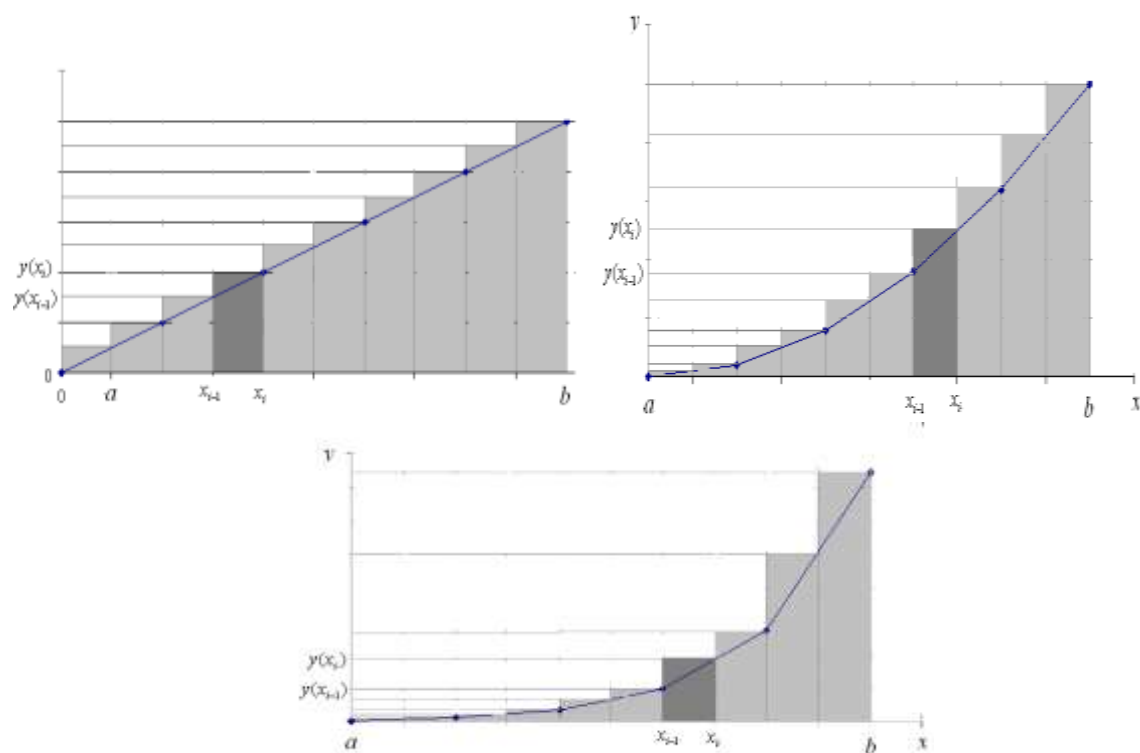 y(xᵢ)
y(xᵢ₋₁)
0
0 a xᵢ₋₁ xᵢ b
v
y(xᵢ)
y(xᵢ₋₁)
a xᵢ₋₁ xᵢ b x
v
y(xᵢ)
y(xᵢ₋₁)
a xᵢ₋₁ xᵢ b x